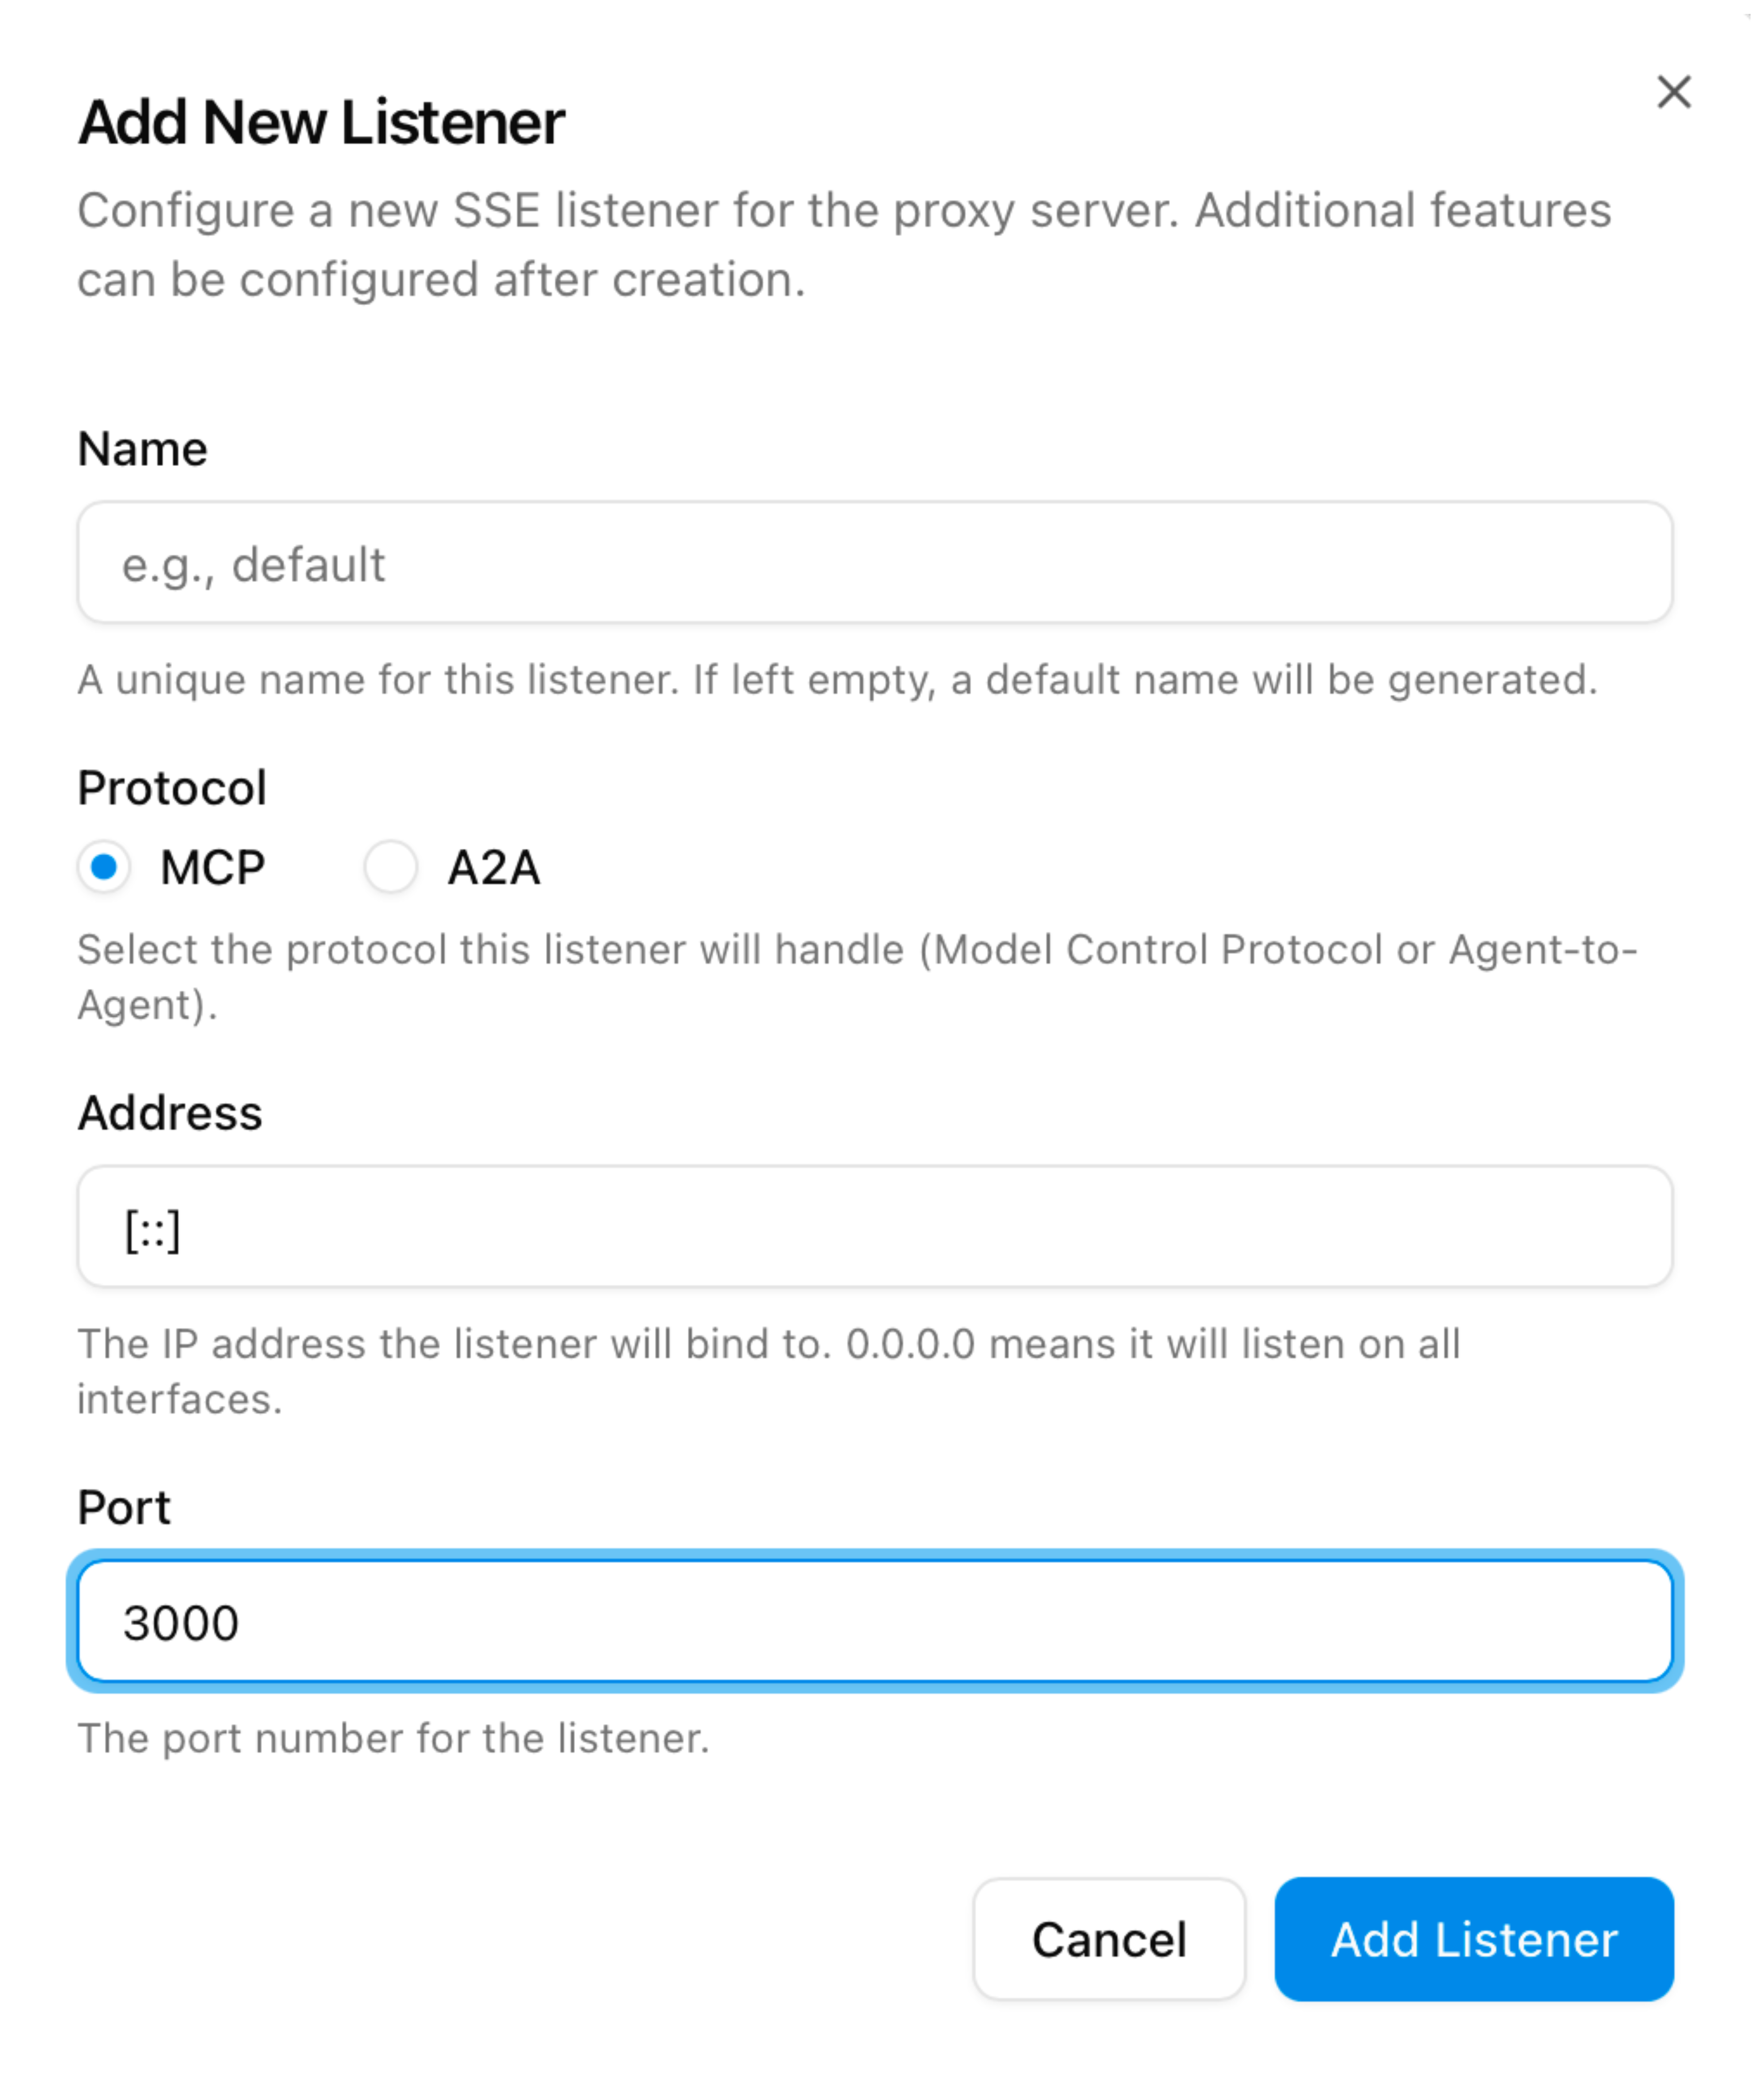 Add New Listener
Configure a new SSE listener for the proxy server. Additional features
can be configured after creation.
Name
e.g., default
A unique name for this listener. If left empty, a default name will be generated.
Protocol
MCP A2A
Select the protocol this listener will handle (Model Control Protocol or Agent-to-
Agent).
Address
[::]
The IP address the listener will bind to. 0.0.0.0 means it will listen on all
interfaces.
Port
3000
The port number for the listener.
Cancel Add Listener